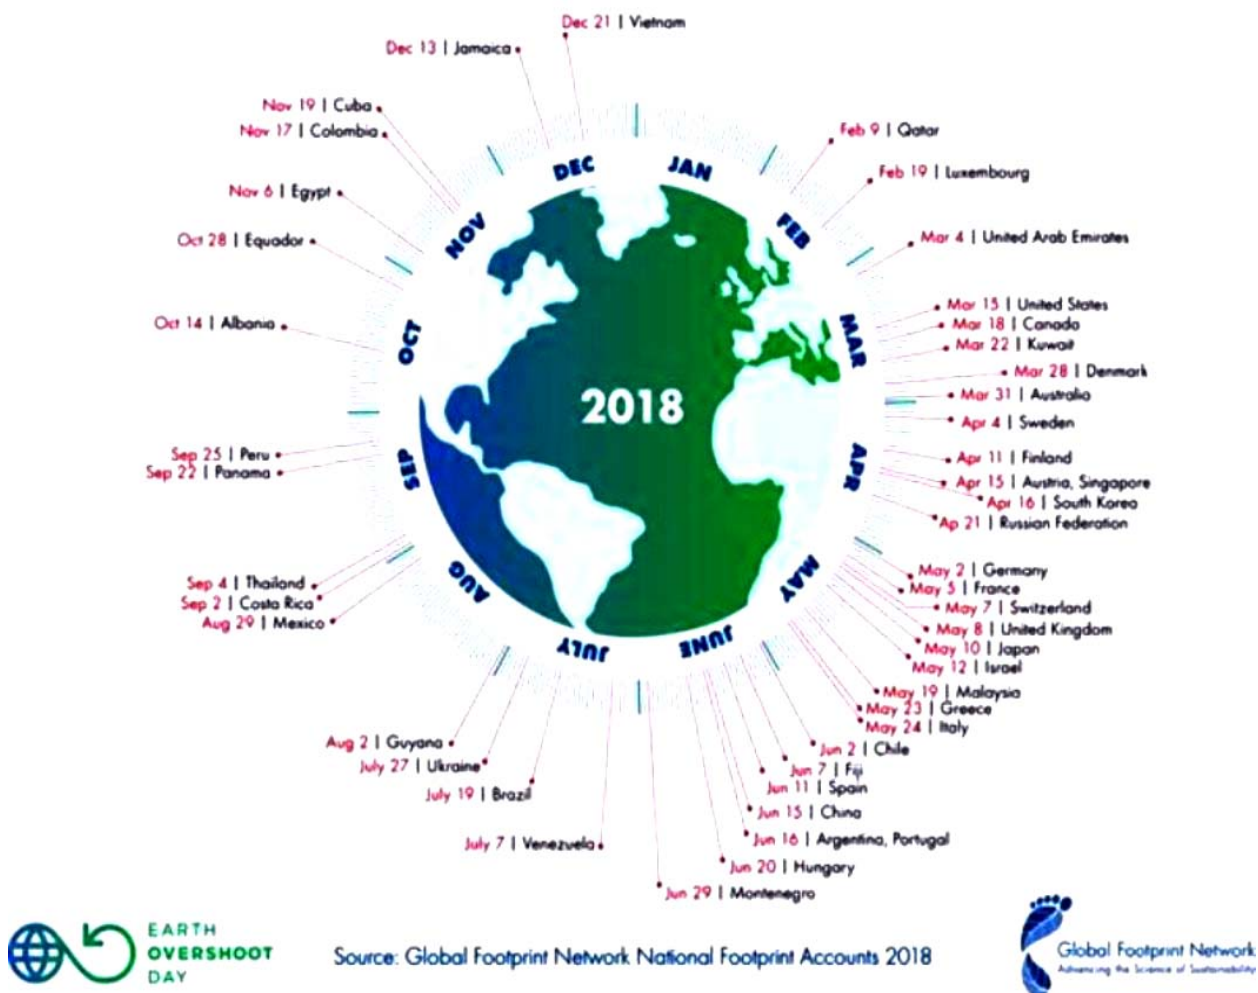 Dec 21 | Vietnam
Dec 13 | Jamaica
Nov 19 | Cuba
Nov 17 | Colombia
Nov 6 | Egypt
Oct 28 | Equador
Oct 14 | Albania
Sep 25 | Peru
Sep 22 | Panama
Sep 4 | Thailand
Sep 2 | Costa Rica
Aug 29 | Mexico
Aug 2 | Guyana
July 27 | Ukraine
July 19 | Brazil
July 7 | Venezuela
Feb 9 | Qatar
Feb 19 | Luxembourg
Mar 4 | United Arab Emirates
Mar 15 | United States
Mar 18 | Canada
Mar 22 | Kuwait
Mar 28 | Denmark
Mar 31 | Australia
Apr 4 | Sweden
Apr 11 | Finland
Apr 15 | Austria, Singapore
Apr 16 | South Korea
Ap 21 | Russian Federation
May 2 | Germany
May 5 | France
May 7 | Switzerland
May 8 | United Kingdom
May 10 | Japan
May 12 | Israel
May 19 | Malaysia
May 23 | Greece
May 24 | Italy
Jun 2 | Chile
Jun 7 | Fiji
Jun 11 | Spain
Jun 15 | China
Jun 16 | Argentina, Portugal
Jun 20 | Hungary
Jun 29 | Montenegro
JAN
FEB
MAR
APR
MAY
JUNE
JULY
AUG
SEP
OCT
NOV
DEC
2018
EARTH
OVERSHOOT
DAY
Source: Global Footprint Network National Footprint Accounts 2018
Global Footprint Network
Advancing the Science of Sustainability